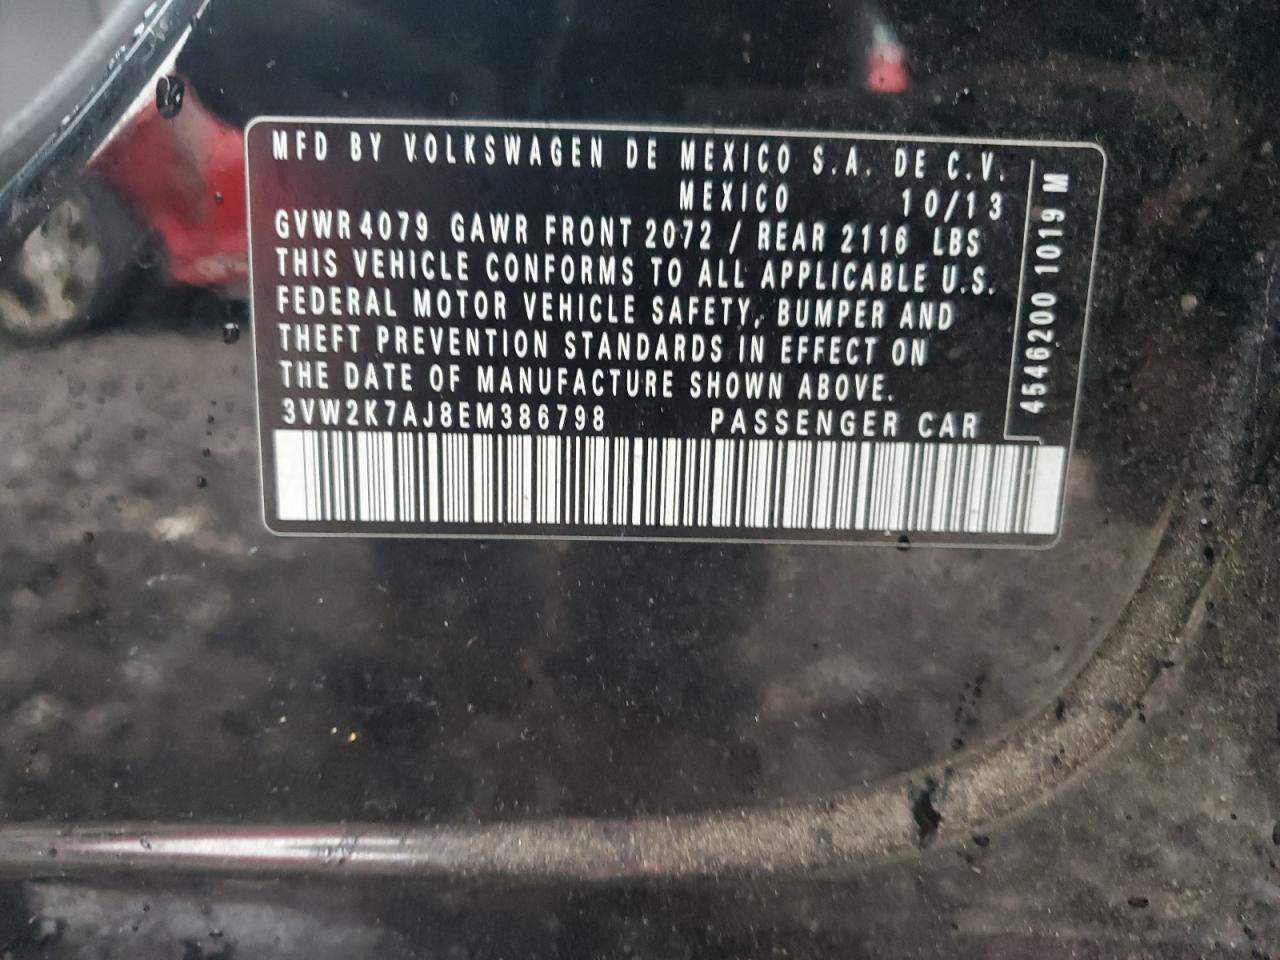 MFD BY VOLKSWAGEN DE MEXICO S.A. DE C.V.
MEXICO 10/13
GVWR 4079 GAWR FRONT 2072 / REAR 2116 LBS
THIS VEHICLE CONFORMS TO ALL APPLICABLE U.S.
FEDERAL MOTOR VEHICLE SAFETY, BUMPER AND
THEFT PREVENTION STANDARDS IN EFFECT ON
THE DATE OF MANUFACTURE SHOWN ABOVE.
3VW2K7AJ8EM386798 PASSENGER CAR
4546200 1019 M